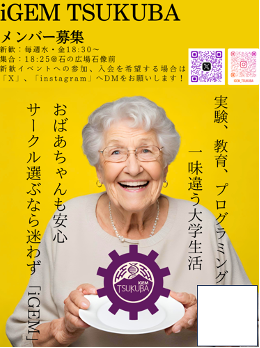 iGEM TSUKUBA
メンバー募集
新歓：毎週水・金18:30～
集合：18:25@石の広場石像前
新歓イベントへの参加、入会を希望する場合は
「X」、「instagram」へDMをお願いします！
実験、教育、プログラミング
一味違う大学生活
おばあちゃんも安心
サークル選ぶなら迷わず「iGEM」
iGEM
TSUKUBA